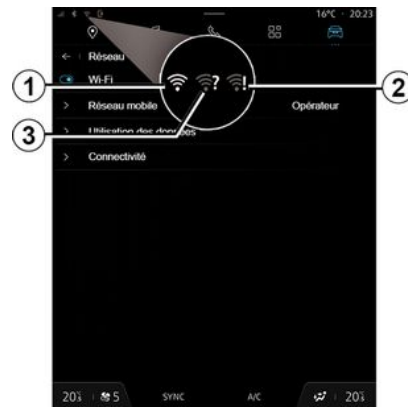 16°C · 20:23
← Réseau
Wi-Fi
? !
1
2
> Réseau mobile Opérateur
3
> Utilisation des données
> Connectivité
20 5 SYNC A/C 20